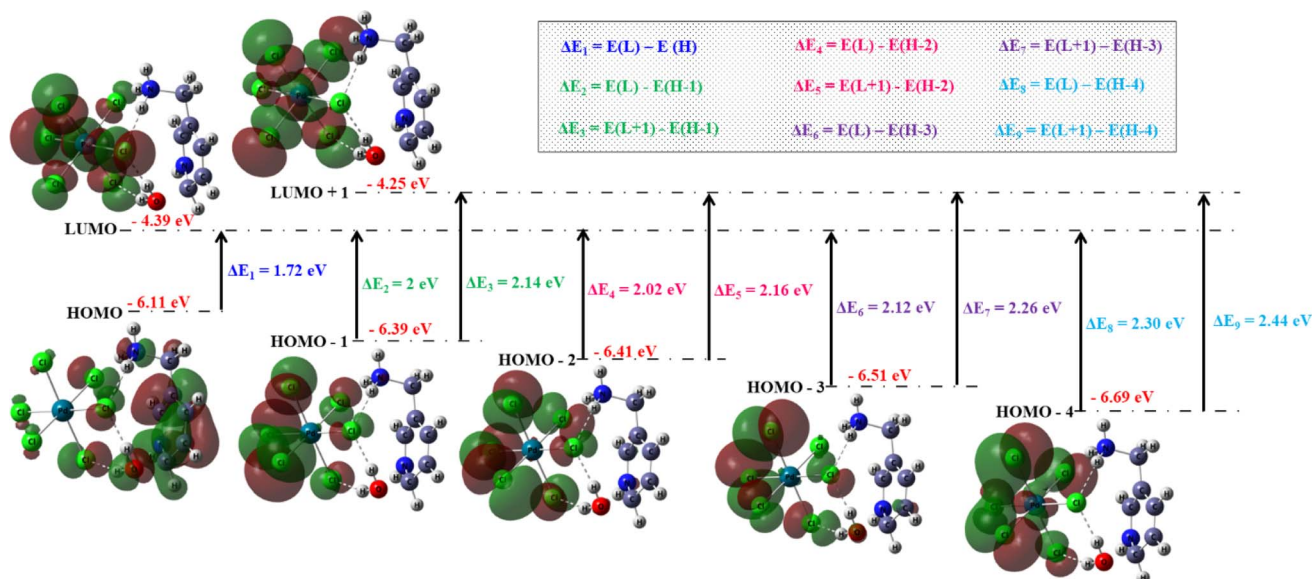 ΔE₁ = E(L) – E (H)
ΔE₂ = E(L) - E(H-1)
ΔE₃ = E(L+1) - E(H-1)
ΔE₄ = E(L) - E(H-2)
ΔE₅ = E(L+1) - E(H-2)
ΔE₆ = E(L) – E(H-3)
ΔE₇ = E(L+1) – E(H-3)
ΔE₈ = E(L) – E(H-4)
ΔE₉ = E(L+1) – E(H-4)
LUMO + 1
- 4.25 eV
LUMO
- 4.39 eV
ΔE₁ = 1.72 eV
ΔE₂ = 2 eV
ΔE₃ = 2.14 eV
ΔE₄ = 2.02 eV
ΔE₅ = 2.16 eV
ΔE₆ = 2.12 eV
ΔE₇ = 2.26 eV
ΔE₈ = 2.30 eV
ΔE₉ = 2.44 eV
HOMO
- 6.11 eV
HOMO - 1
- 6.39 eV
HOMO - 2
- 6.41 eV
HOMO - 3
- 6.51 eV
HOMO - 4
- 6.69 eV